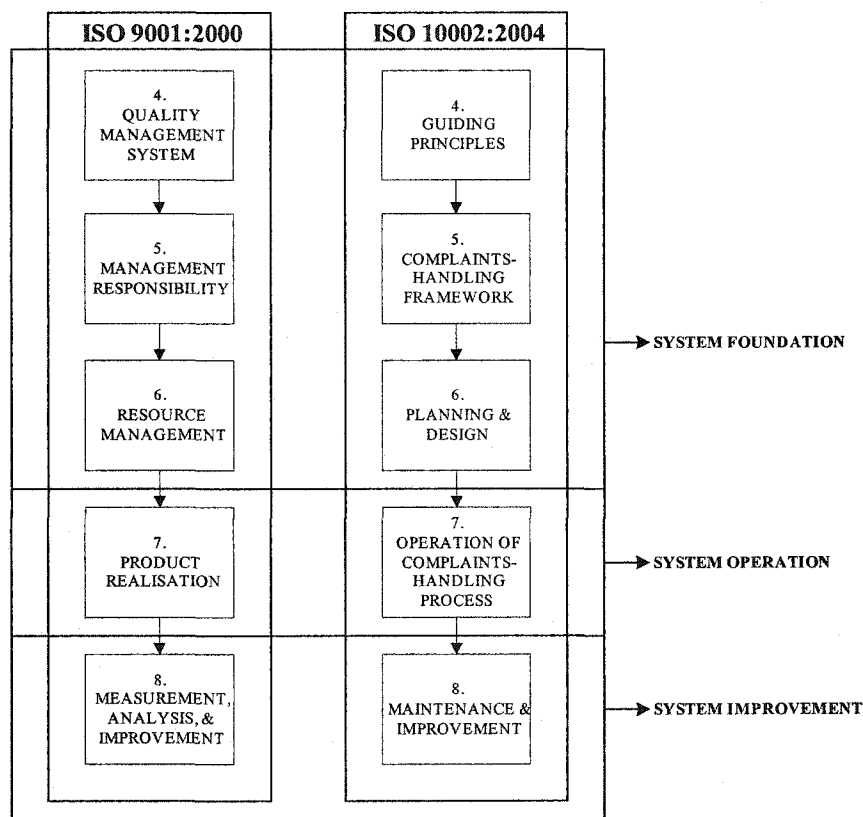 ISO 9001:2000
ISO 10002:2004
4.
QUALITY
MANAGEMENT
SYSTEM
4.
GUIDING
PRINCIPLES
5.
MANAGEMENT
RESPONSIBILITY
5.
COMPLAINTS-
HANDLING
FRAMEWORK
SYSTEM FOUNDATION
6.
RESOURCE
MANAGEMENT
6.
PLANNING &
DESIGN
7.
PRODUCT
REALISATION
7.
OPERATION OF
COMPLAINTS-
HANDLING
PROCESS
SYSTEM OPERATION
8.
MEASUREMENT,
ANALYSIS, &
IMPROVEMENT
8.
MAINTENANCE &
IMPROVEMENT
SYSTEM IMPROVEMENT